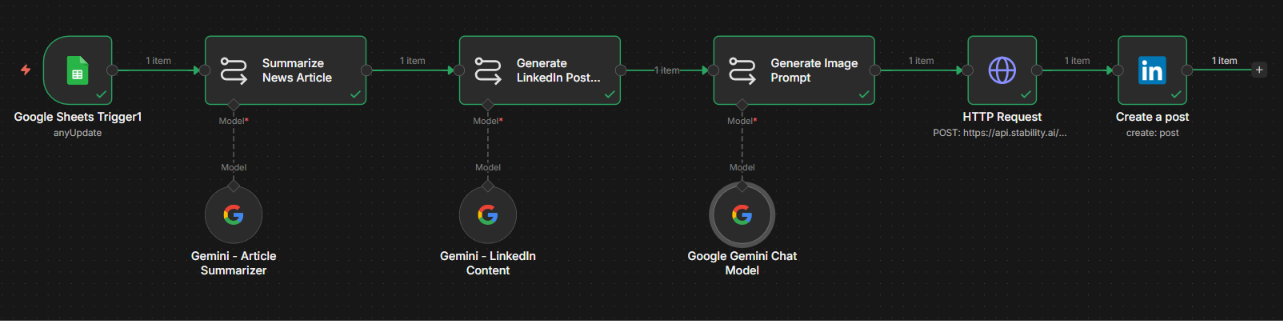 1 item
1 item
1 item
1 item
1 item
1 item
Summarize
News Article
Generate
LinkedIn Post...
Generate Image
Prompt
in
+
Google Sheets Trigger1
anyUpdate
Model*
Model*
Model*
HTTP Request
POST: https://api.stability.ai/...
Create a post
create: post
Model
Model
Model
G
G
G
Gemini - Article
Summarizer
Gemini - LinkedIn
Content
Google Gemini Chat
Model